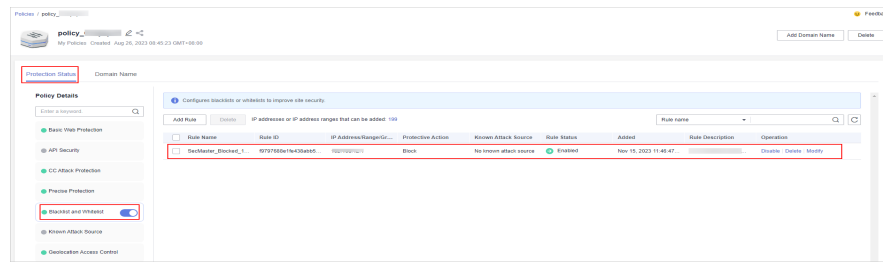 Policies / policy_
Feedba
policy_
My Policies Created Aug 28, 2023 08:45:23 GMT+08:00
Add Domain Name
Delete
Protection Status
Domain Name
Policy Details
Enter a keyword.
Basic Web Protection
API Security
CC Attack Protection
Precise Protection
Blacklist and Whitelist
Known Attack Source
Geolocation Access Control
Configures blacklists or whitelists to improve site security.
Add Rule Delete IP addresses or IP address ranges that can be added: 199
Rule name
Rule Name Rule ID IP Address/Range/Gr... Protective Action Known Attack Source Rule Status Added Rule Description Operation
SecMaster_Blocked_1... Block No known attack source Enabled Nov 15, 2023 11:46:47... Disable Delete Modify